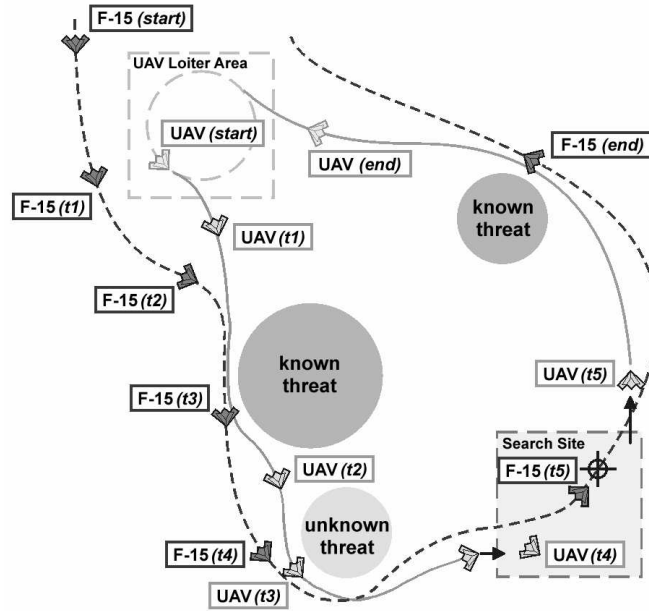 F-15 (start)
UAV Loiter Area
UAV (start)
F-15 (end)
UAV (end)
F-15 (t1)
known
threat
UAV (t1)
F-15 (t2)
known
threat
UAV (t5)
F-15 (t3)
Search Site
UAV (t2)
F-15 (t5)
unknown
threat
F-15 (t4)
UAV (t4)
UAV (t3)